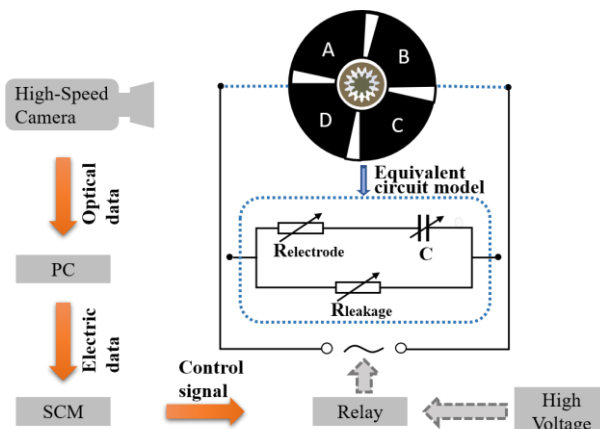 High-Speed
Camera
Optical
data
PC
Electric
data
SCM
Control
signal
Relay
High
Voltage
A
B
C
D
Equivalent
circuit model
Relectrode
C
Rleakage